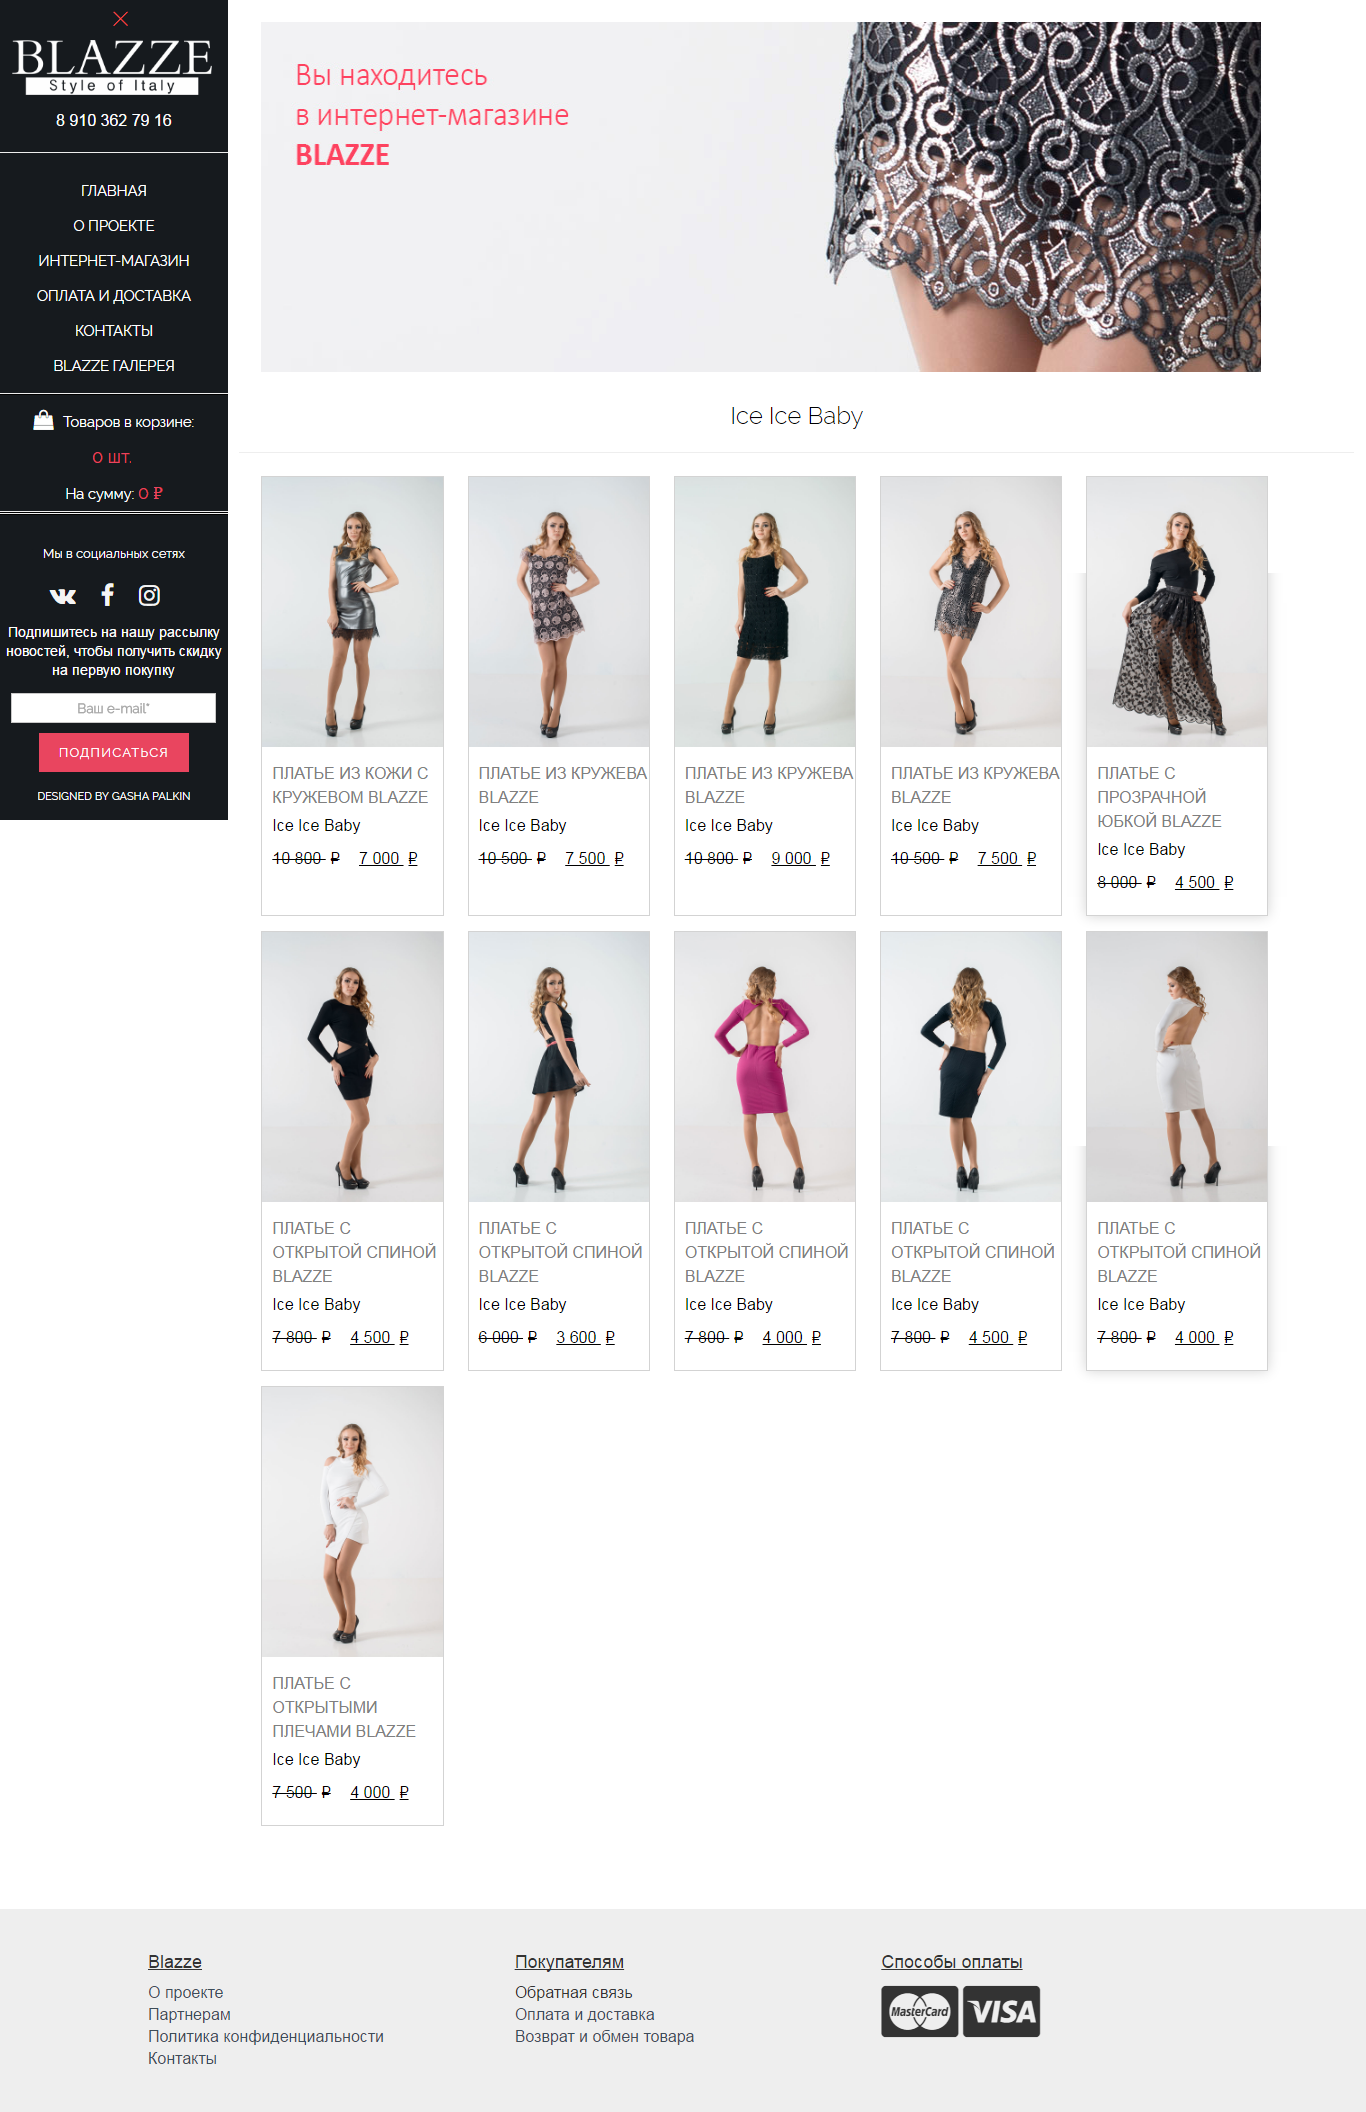 BLAZZE
Style of Italy
8 910 362 79 16
ГЛАВНАЯ
О ПРОЕКТЕ
ИНТЕРНЕТ-МАГАЗИН
ОПЛАТА И ДОСТАВКА
КОНТАКТЫ
BLAZZE ГАЛЕРЕЯ
Товаров в корзине:
0 шт.
На сумму: 0 ₽
Мы в социальных сетях
Подпишитесь на нашу рассылку
новостей, чтобы получить скидку
на первую покупку
Ваш e-mail*
ПОДПИСАТЬСЯ
DESIGNED BY GASHA PALKIN
Вы находитесь
в интернет-магазине
BLAZZE
Ice Ice Baby
ПЛАТЬЕ ИЗ КОЖИ С
КРУЖЕВОМ BLAZZE
Ice Ice Baby
10 800 ₽ 7 000 ₽
ПЛАТЬЕ ИЗ КРУЖЕВА
BLAZZE
Ice Ice Baby
10 500 ₽ 7 500 ₽
ПЛАТЬЕ ИЗ КРУЖЕВА
BLAZZE
Ice Ice Baby
10 800 ₽ 9 000 ₽
ПЛАТЬЕ ИЗ КРУЖЕВА
BLAZZE
Ice Ice Baby
10 500 ₽ 7 500 ₽
ПЛАТЬЕ С
ПРОЗРАЧНОЙ
ЮБКОЙ BLAZZE
Ice Ice Baby
8 000 ₽ 4 500 ₽
ПЛАТЬЕ С
ОТКРЫТОЙ СПИНОЙ
BLAZZE
Ice Ice Baby
7 800 ₽ 4 500 ₽
ПЛАТЬЕ С
ОТКРЫТОЙ СПИНОЙ
BLAZZE
Ice Ice Baby
6 000 ₽ 3 600 ₽
ПЛАТЬЕ С
ОТКРЫТОЙ СПИНОЙ
BLAZZE
Ice Ice Baby
7 800 ₽ 4 000 ₽
ПЛАТЬЕ С
ОТКРЫТОЙ СПИНОЙ
BLAZZE
Ice Ice Baby
7 800 ₽ 4 500 ₽
ПЛАТЬЕ С
ОТКРЫТОЙ СПИНОЙ
BLAZZE
Ice Ice Baby
7 800 ₽ 4 000 ₽
ПЛАТЬЕ С
ОТКРЫТЫМИ
ПЛЕЧАМИ BLAZZE
Ice Ice Baby
7 500 ₽ 4 000 ₽
Blazze
О проекте
Партнерам
Политика конфиденциальности
Контакты
Покупателям
Обратная связь
Оплата и доставка
Возврат и обмен товара
Способы оплаты
MasterCard VISA